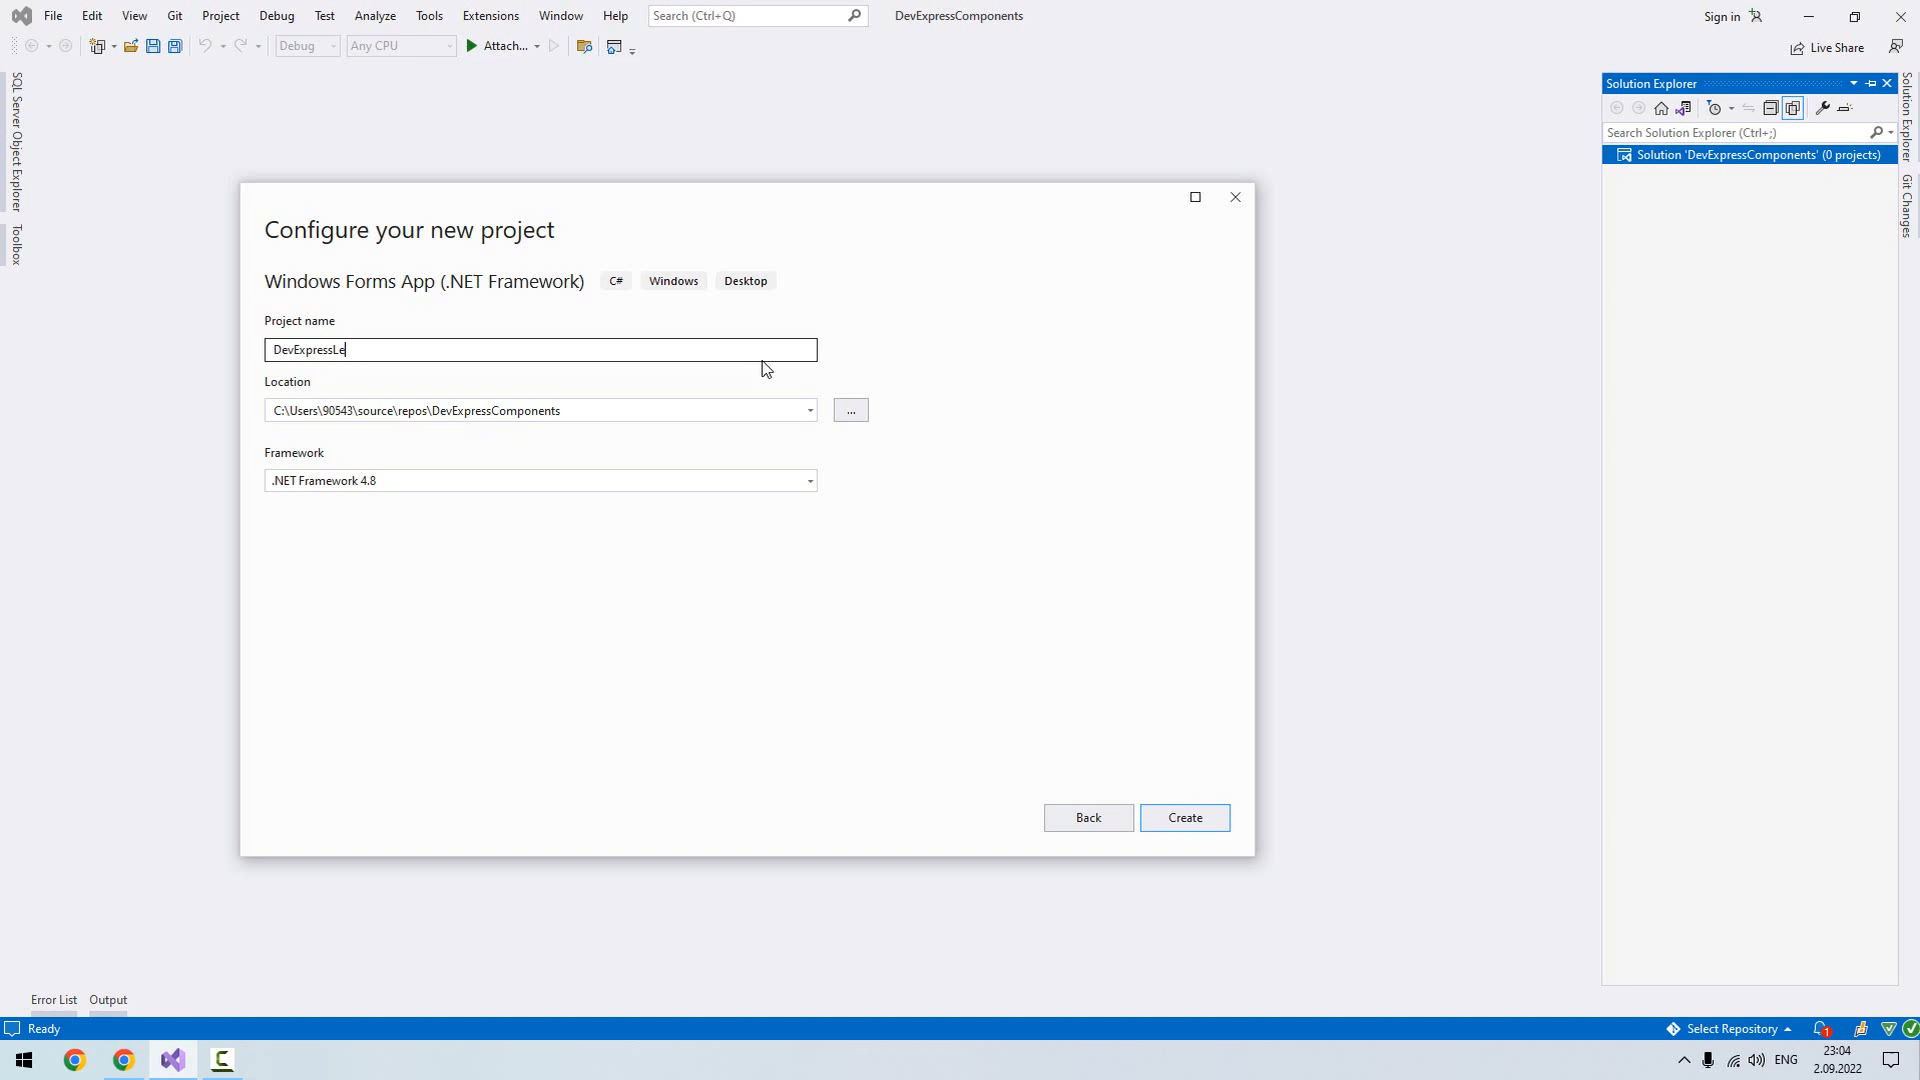 File Edit View Git Project Debug Test Analyze Tools Extensions Window Help Search (Ctrl+Q) DevExpressComponents Sign in
Debug Any CPU Attach... Live Share
SQL Server Object Explorer
Toolbox
Solution Explorer
Search Solution Explorer (Ctrl+;)
Solution 'DevExpressComponents' (0 projects)
Solution Explorer
Git Changes
Configure your new project
Windows Forms App (.NET Framework) C# Windows Desktop
Project name
DevExpressLe
Location
C:\Users\90543\source\repos\DevExpressComponents
...
Framework
.NET Framework 4.8
Back Create
Error List Output
Ready Select Repository 1
ENG
23:04
2.09.2022